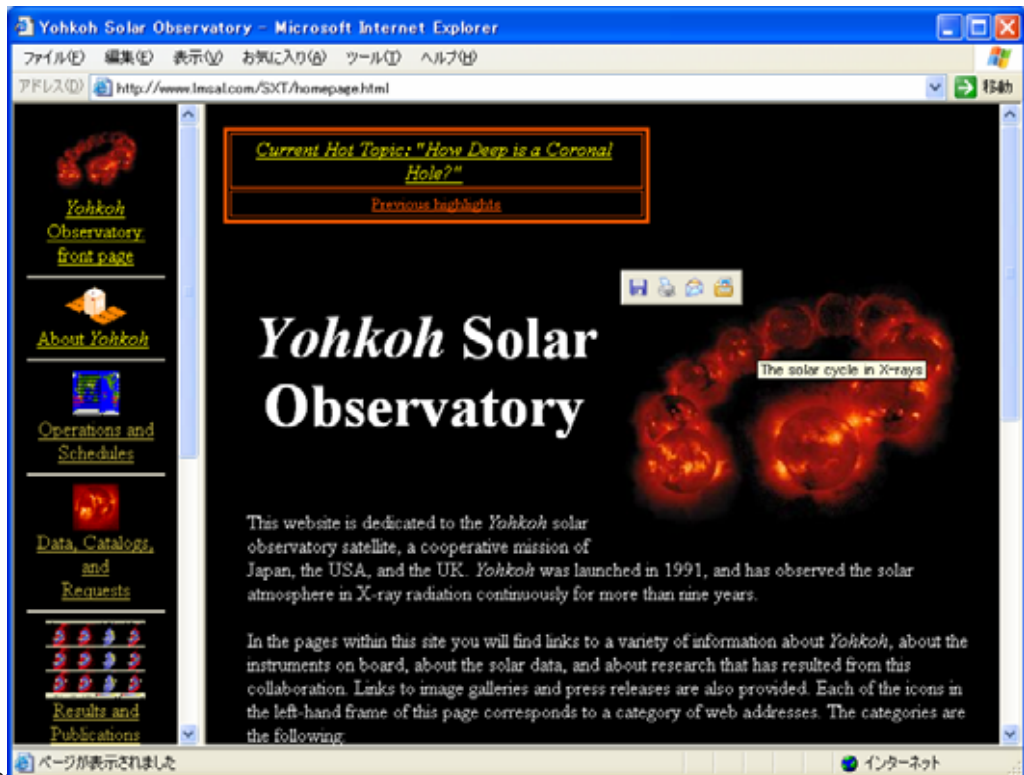 Yohkoh Solar Observatory - Microsoft Internet Explorer
ファイル(F) 編集(E) 表示(V) お気に入り(A) ツール(T) ヘルプ(H)
アドレス(D) http://www.lmsal.com/SXT/homepage.html 移動
Yohkoh
Observatory:
front page
About Yohkoh
Operations and
Schedules
Data, Catalogs,
and
Requests
Results and
Publications
Current Hot Topic: "How Deep is a Coronal
Hole?"
Previous highlights
Yohkoh Solar
Observatory
The solar cycle in X-rays
This website is dedicated to the Yohkoh solar
observatory satellite, a cooperative mission of
Japan, the USA, and the UK. Yohkoh was launched in 1991, and has observed the solar
atmosphere in X-ray radiation continuously for more than nine years.
In the pages within this site you will find links to a variety of information about Yohkoh, about the
instruments on board, about the solar data, and about research that has resulted from this
collaboration. Links to image galleries and press releases are also provided. Each of the icons in
the left-hand frame of this page corresponds to a category of web addresses. The categories are
the following:
ページが表示されました インターネット